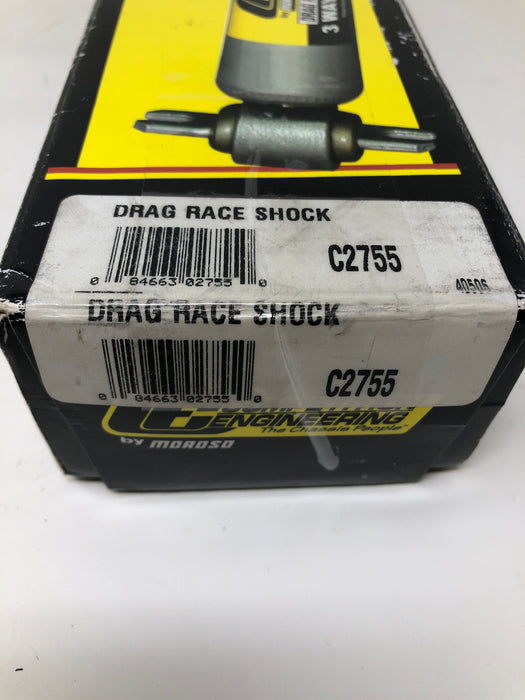 DRAG
3 WAY
DRAG RACE SHOCK
0 84663 02755 0
C2755
40506
DRAG RACE SHOCK
0 84663 02755 0
C2755
ENGINEERING
The Chassis People
by MOROSO